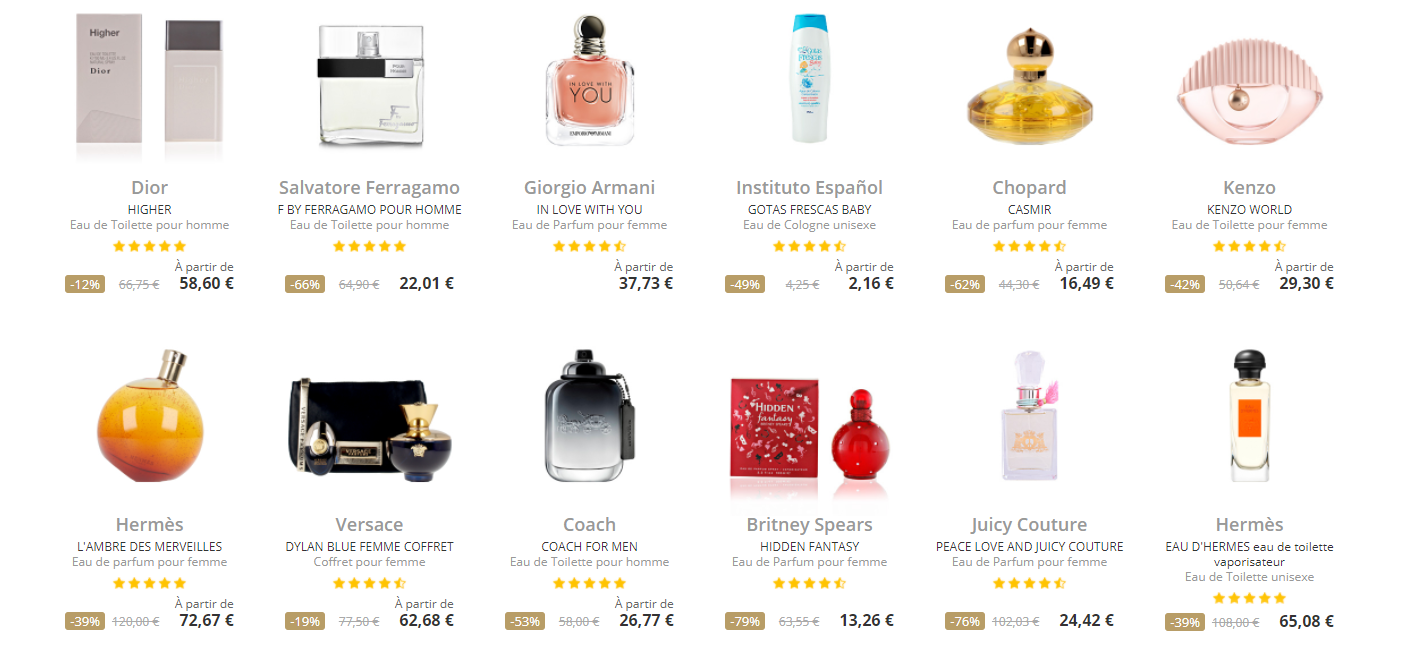 Higher
Dior
IN LOVE WITH
YOU
EMPORIO ARMANI
Gotas
Frescas
Dior
HIGHER
Eau de Toilette pour homme
À partir de
-12% 66,75 € 58,60 €
Salvatore Ferragamo
F BY FERRAGAMO POUR HOMME
Eau de Toilette pour homme
-66% 64,90 € 22,01 €
Giorgio Armani
IN LOVE WITH YOU
Eau de Parfum pour femme
À partir de
37,73 €
Instituto Español
GOTAS FRESCAS BABY
Eau de Cologne unisexe
À partir de
-49% 4,25 € 2,16 €
Chopard
CASMIR
Eau de parfum pour femme
À partir de
-62% 44,30 € 16,49 €
Kenzo
KENZO WORLD
Eau de Toilette pour femme
À partir de
-42% 50,64 € 29,30 €
HIDDEN
fantasy
BRITNEY SPEARS
Hermès
L'AMBRE DES MERVEILLES
Eau de parfum pour femme
À partir de
-39% 120,00 € 72,67 €
Versace
DYLAN BLUE FEMME COFFRET
Coffret pour femme
À partir de
-19% 77,50 € 62,68 €
Coach
COACH FOR MEN
Eau de Toilette pour homme
À partir de
-53% 58,00 € 26,77 €
Britney Spears
HIDDEN FANTASY
Eau de Parfum pour femme
-79% 63,55 € 13,26 €
Juicy Couture
PEACE LOVE AND JUICY COUTURE
Eau de Parfum pour femme
-76% 102,03 € 24,42 €
Hermès
EAU D'HERMES eau de toilette
vaporisateur
Eau de Toilette unisexe
-39% 108,00 € 65,08 €